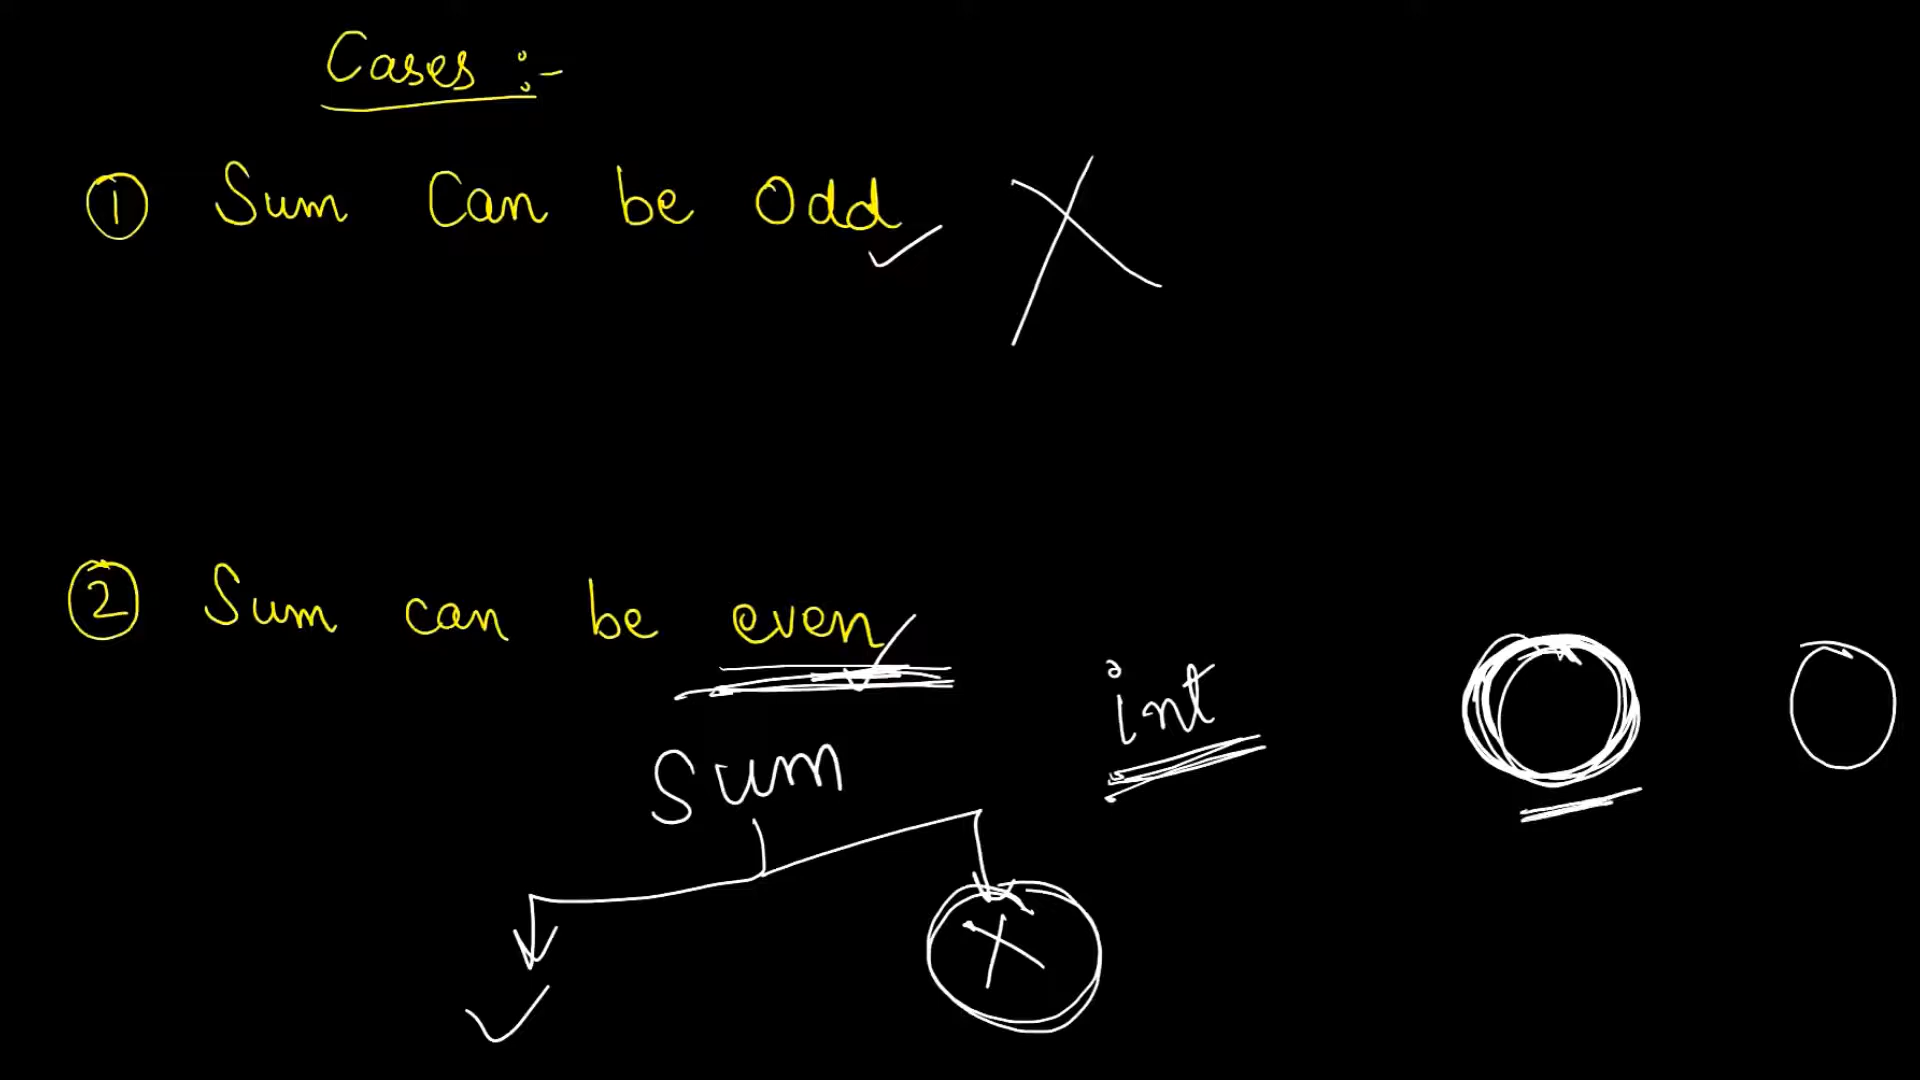 Cases :-
① Sum Can be Odd
② Sum can be even
int
Sum